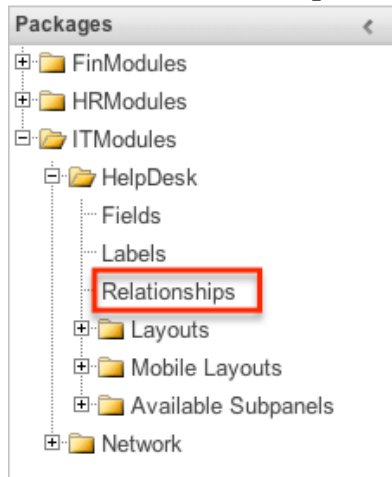 Packages
FinModules
HRModules
ITModules
HelpDesk
Fields
Labels
Relationships
Layouts
Mobile Layouts
Available Subpanels
Network